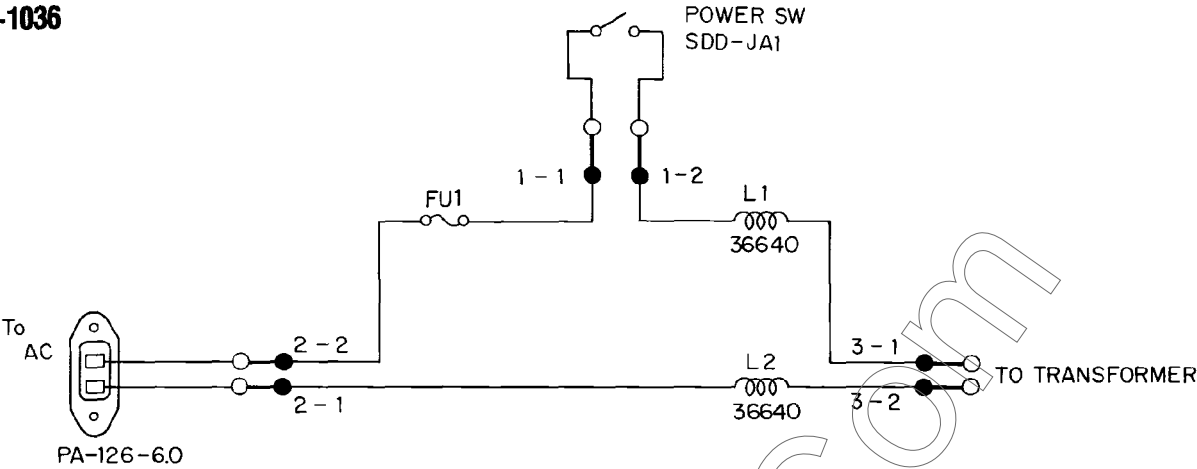 -1036
POWER SW
SDD-JA1
1-1
1-2
FU1
L1
36640
To
AC
2-2
3-1
L2
TO TRANSFORMER
2-1
36640
3-2
PA-126-6.0
com